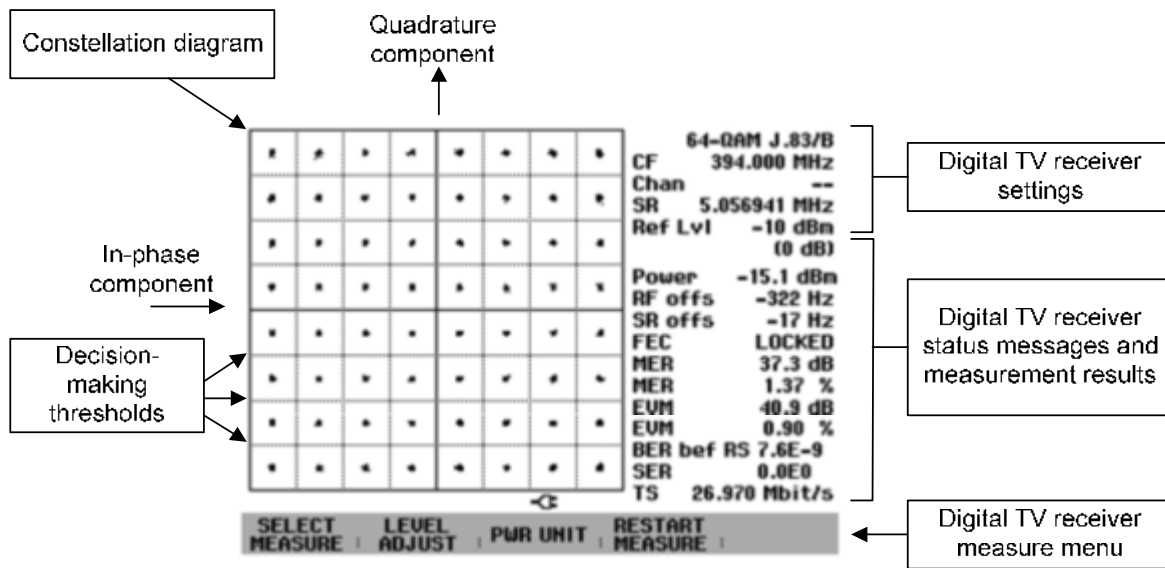 Constellation diagram
Quadrature
component
In-phase
component
Decision-
making
thresholds
64-QAM J.83/B
CF 394.000 MHz
Chan --
SR 5.056941 MHz
Ref Lvl -10 dBm
(0 dB)
Power -15.1 dBm
RF offs -322 Hz
SR offs -17 Hz
FEC LOCKED
MER 37.3 dB
MER 1.37 %
EVM 40.9 dB
EVM 0.90 %
BER bef RS 7.6E-9
SER 0.0E0
TS 26.970 Mbit/s
Digital TV receiver
settings
Digital TV receiver
status messages and
measurement results
SELECT
MEASURE
LEVEL
ADJUST
PWR UNIT
RESTART
MEASURE
Digital TV receiver
measure menu